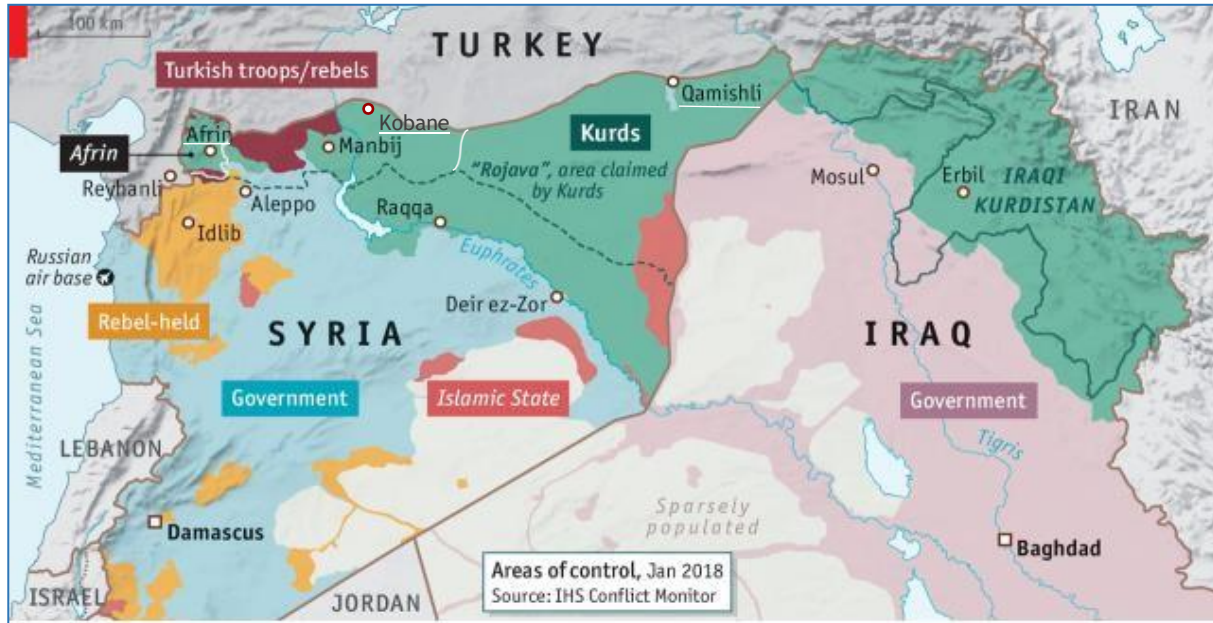 100 km
TURKEY
Turkish troops/rebels
Qamishli
IRAN
Kobane
Afrin
Kurds
Afrin
Manbij
"Rojava", area claimed
by Kurds
Mosul
Erbil
IRAQI
KURDISTAN
Reybanli
Aleppo
Raqqa
Idlib
Euphrates
Russian
air base
Deir ez-Zor
Rebel-held
SYRIA
IRAQ
Mediterranean Sea
Government
Islamic State
Government
LEBANON
Tigris
Sparsely
populated
Damascus
Baghdad
Areas of control, Jan 2018
Source: IHS Conflict Monitor
ISRAEL
JORDAN